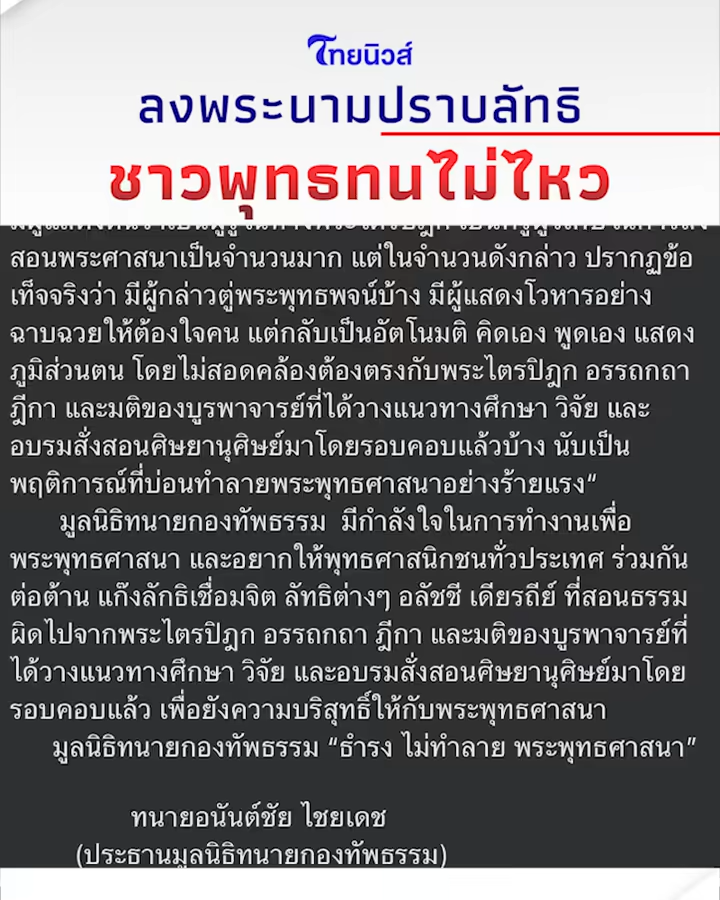 ไทยนิวส์
ลงพระนามปราบลัทธิ
ชาวพุทธทนไม่ไหว
สอนพระศาสนาเป็นจำนวนมาก แต่ในจำนวนดังกล่าว ปรากฏข้อ
เท็จจริงว่า มีผู้กล่าวตู่พระพุทธพจน์บ้าง มีผู้แสดงโวหารอย่าง
ฉาบฉวยให้ต้องใจคน แต่กลับเป็นอัตโนมติ คิดเอง พูดเอง แสดง
ภูมิส่วนตน โดยไม่สอดคล้องต้องตรงกับพระไตรปิฎก อรรถกถา
ฎีกา และมติของบูรพาจารย์ที่ได้วางแนวทางศึกษา วิจัย และ
อบรมสั่งสอนศิษยานุศิษย์มาโดยรอบคอบแล้วบ้าง นับเป็น
พฤติการณ์ที่บ่อนทำลายพระพุทธศาสนาอย่างร้ายแรง“
มูลนิธิทนายกองทัพธรรม มีกำลังใจในการทำงานเพื่อ
พระพุทธศาสนา และอยากให้พุทธศาสนิกชนทั่วประเทศ ร่วมกัน
ต่อต้าน แก๊งลักธิเชื่อมจิต ลัทธิต่างๆ อลัชชี เดียรถีย์ ที่สอนธรรม
ผิดไปจากพระไตรปิฎก อรรถกถา ฎีกา และมติของบูรพาจารย์ที่
ได้วางแนวทางศึกษา วิจัย และอบรมสั่งสอนศิษยานุศิษย์มาโดย
รอบคอบแล้ว เพื่อยังความบริสุทธิ์ให้กับพระพุทธศาสนา
มูลนิธิทนายกองทัพธรรม “ธำรง ไม่ทำลาย พระพุทธศาสนา”
ทนายอนันต์ชัย ไชยเดช
(ประธานมูลนิธิทนายกองทัพธรรม)